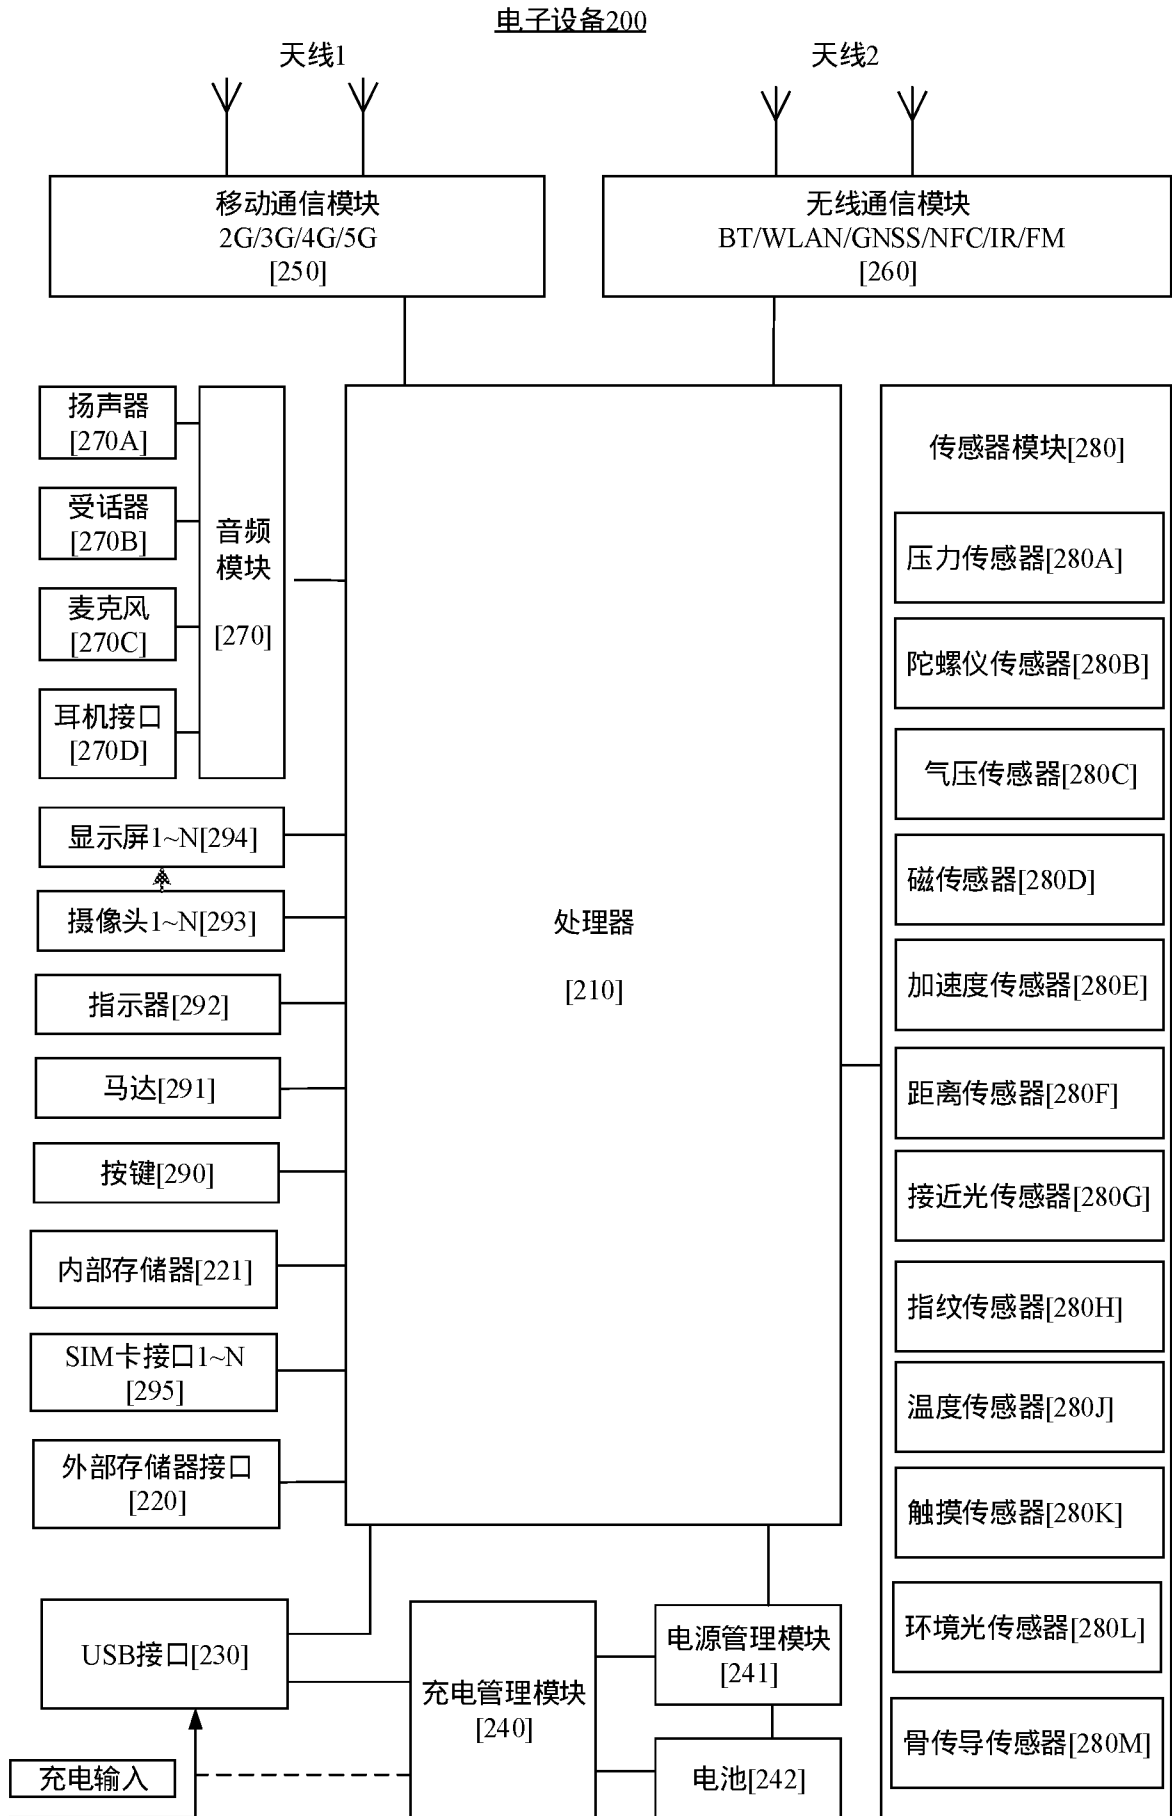 电子设备200
天线1
天线2
移动通信模块
2G/3G/4G/5G
[250]
无线通信模块
BT/WLAN/GNSS/NFC/IR/FM
[260]
扬声器
[270A]
受话器
[270B]
麦克风
[270C]
耳机接口
[270D]
音频
模块
[270]
显示屏1~N[294]
摄像头1~N[293]
指示器[292]
马达[291]
按键[290]
内部存储器[221]
SIM卡接口1~N
[295]
外部存储器接口
[220]
处理器
[210]
传感器模块[280]
压力传感器[280A]
陀螺仪传感器[280B]
气压传感器[280C]
磁传感器[280D]
加速度传感器[280E]
距离传感器[280F]
接近光传感器[280G]
指纹传感器[280H]
温度传感器[280J]
触摸传感器[280K]
环境光传感器[280L]
骨传导传感器[280M]
USB接口[230]
充电管理模块
[240]
电源管理模块
[241]
电池[242]
充电输入